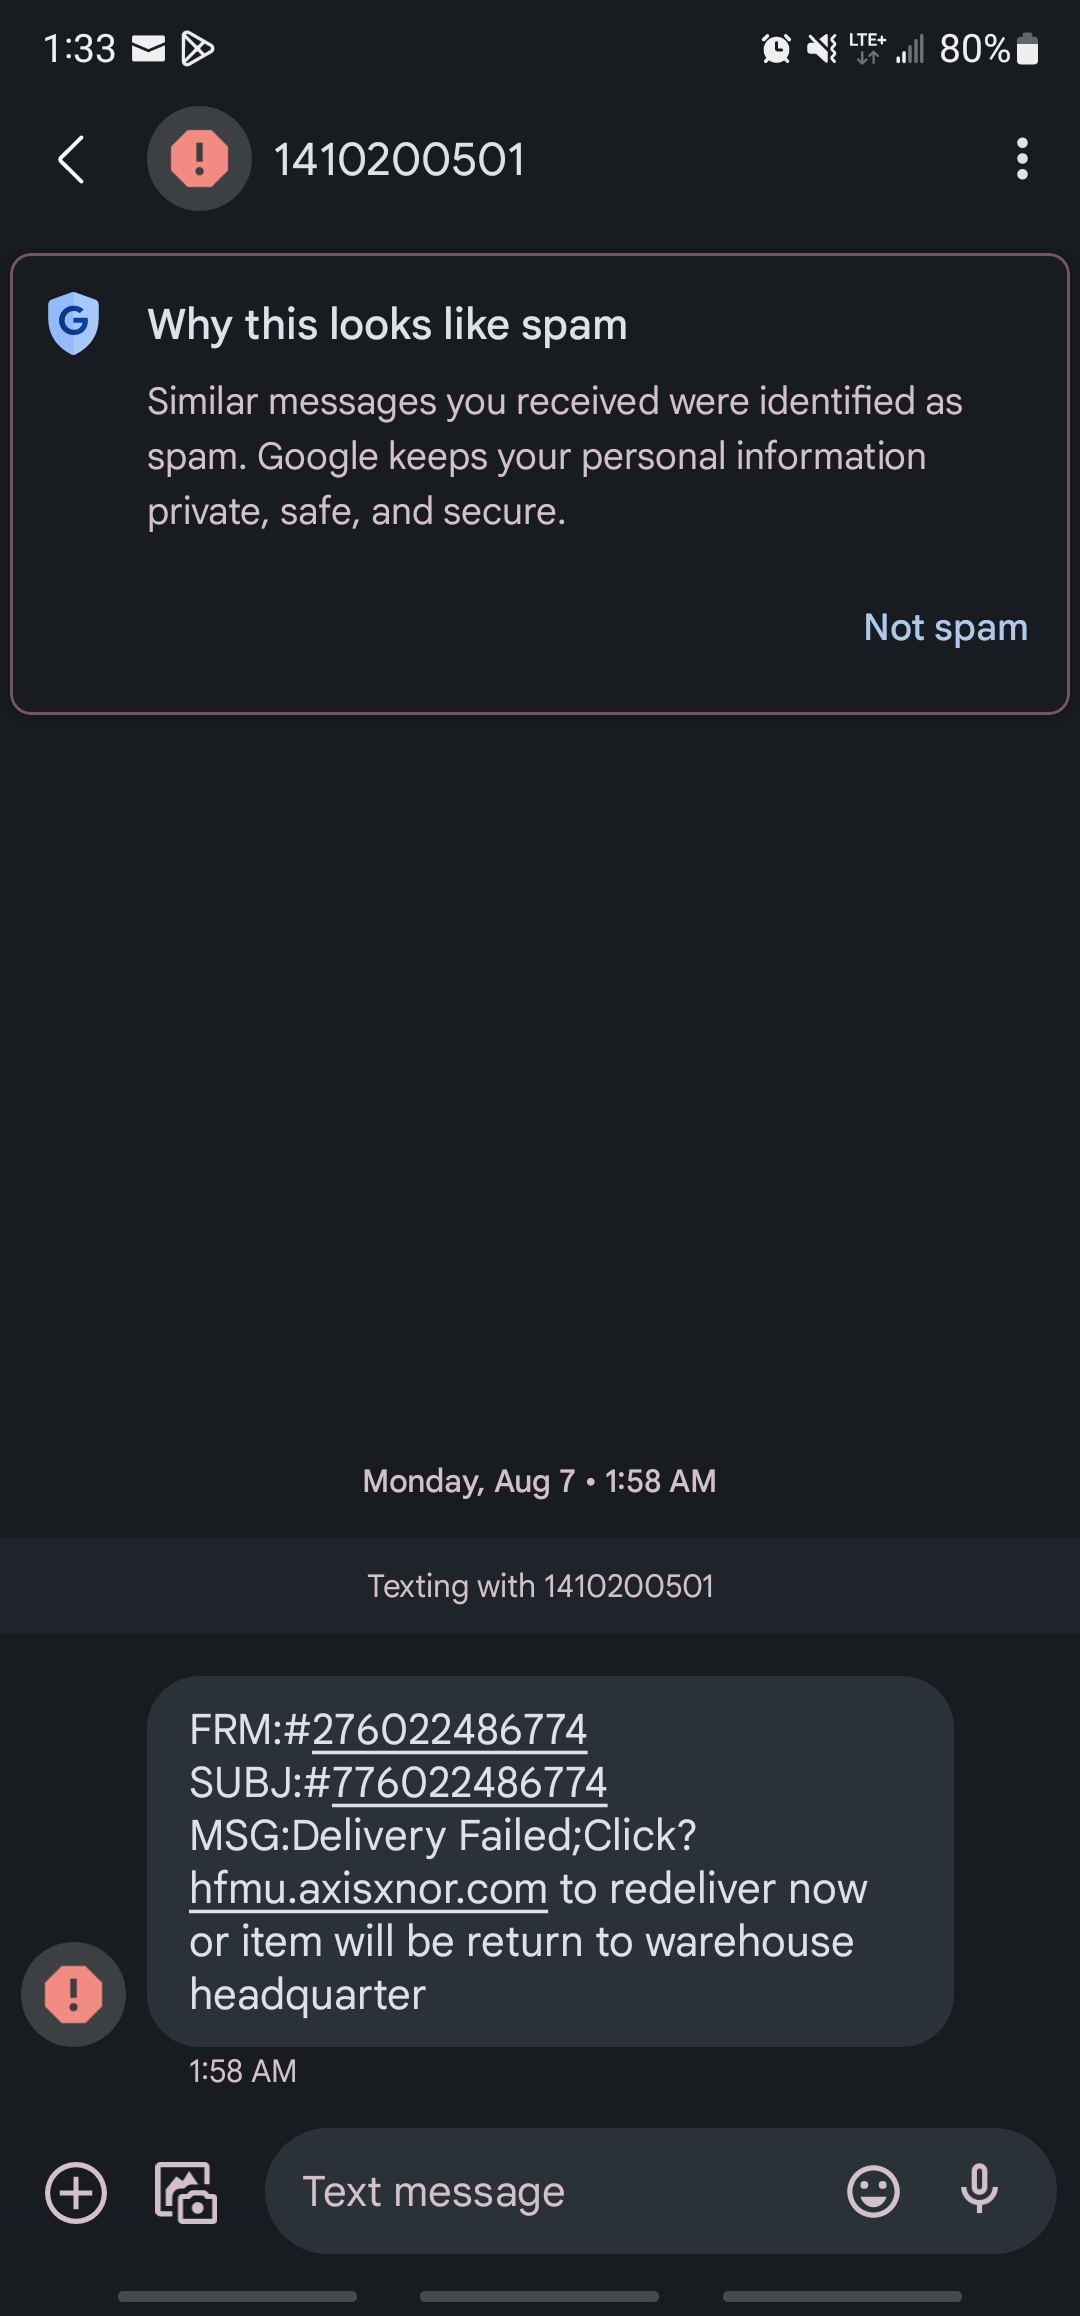 1:33
LTE+
80%
1410200501
G
Why this looks like spam
Similar messages you received were identified as
spam. Google keeps your personal information
private, safe, and secure.
Not spam
Monday, Aug 7 • 1:58 AM
Texting with 1410200501
FRM:#276022486774
SUBJ:#776022486774
MSG:Delivery Failed;Click?
hfmu.axisxnor.com to redeliver now
or item will be return to warehouse
headquarter
1:58 AM
Text message